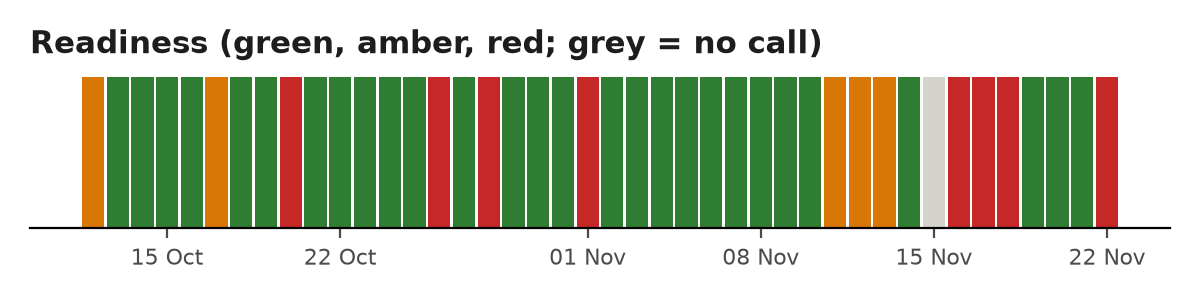 Readiness (green, amber, red; grey = no call)
15 Oct 22 Oct 01 Nov 08 Nov 15 Nov 22 Nov